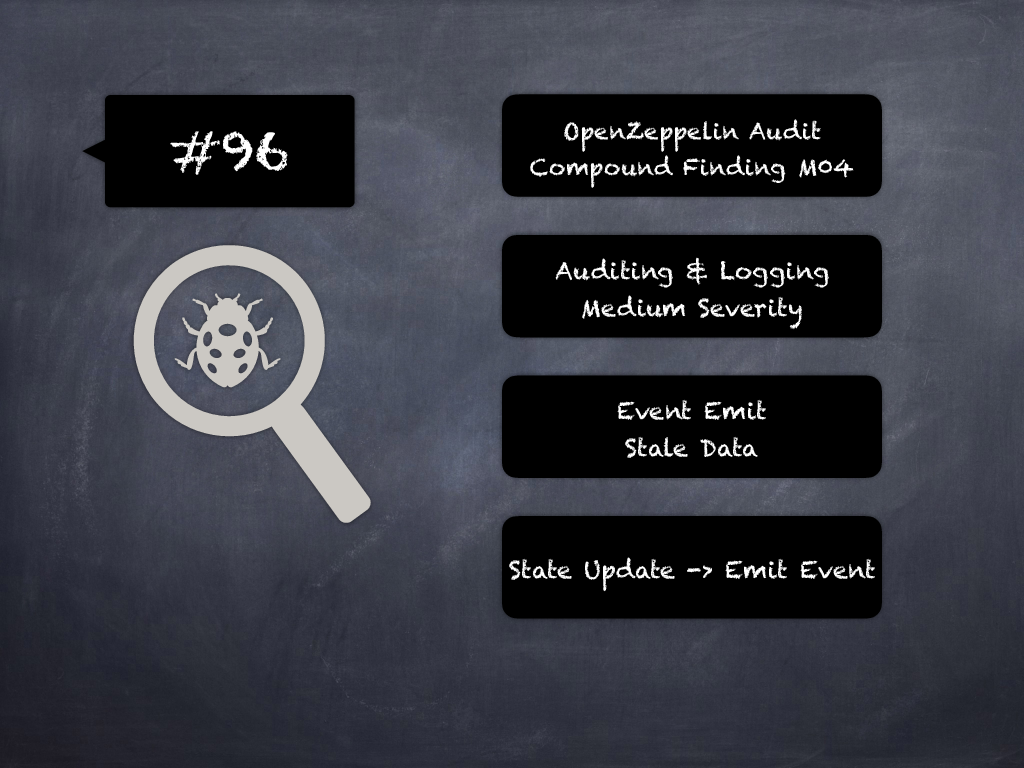 #96
OpenZeppelin Audit
Compound Finding M04
Auditing & Logging
Medium Severity
Event Emit
Stale Data
State Update -> Emit Event